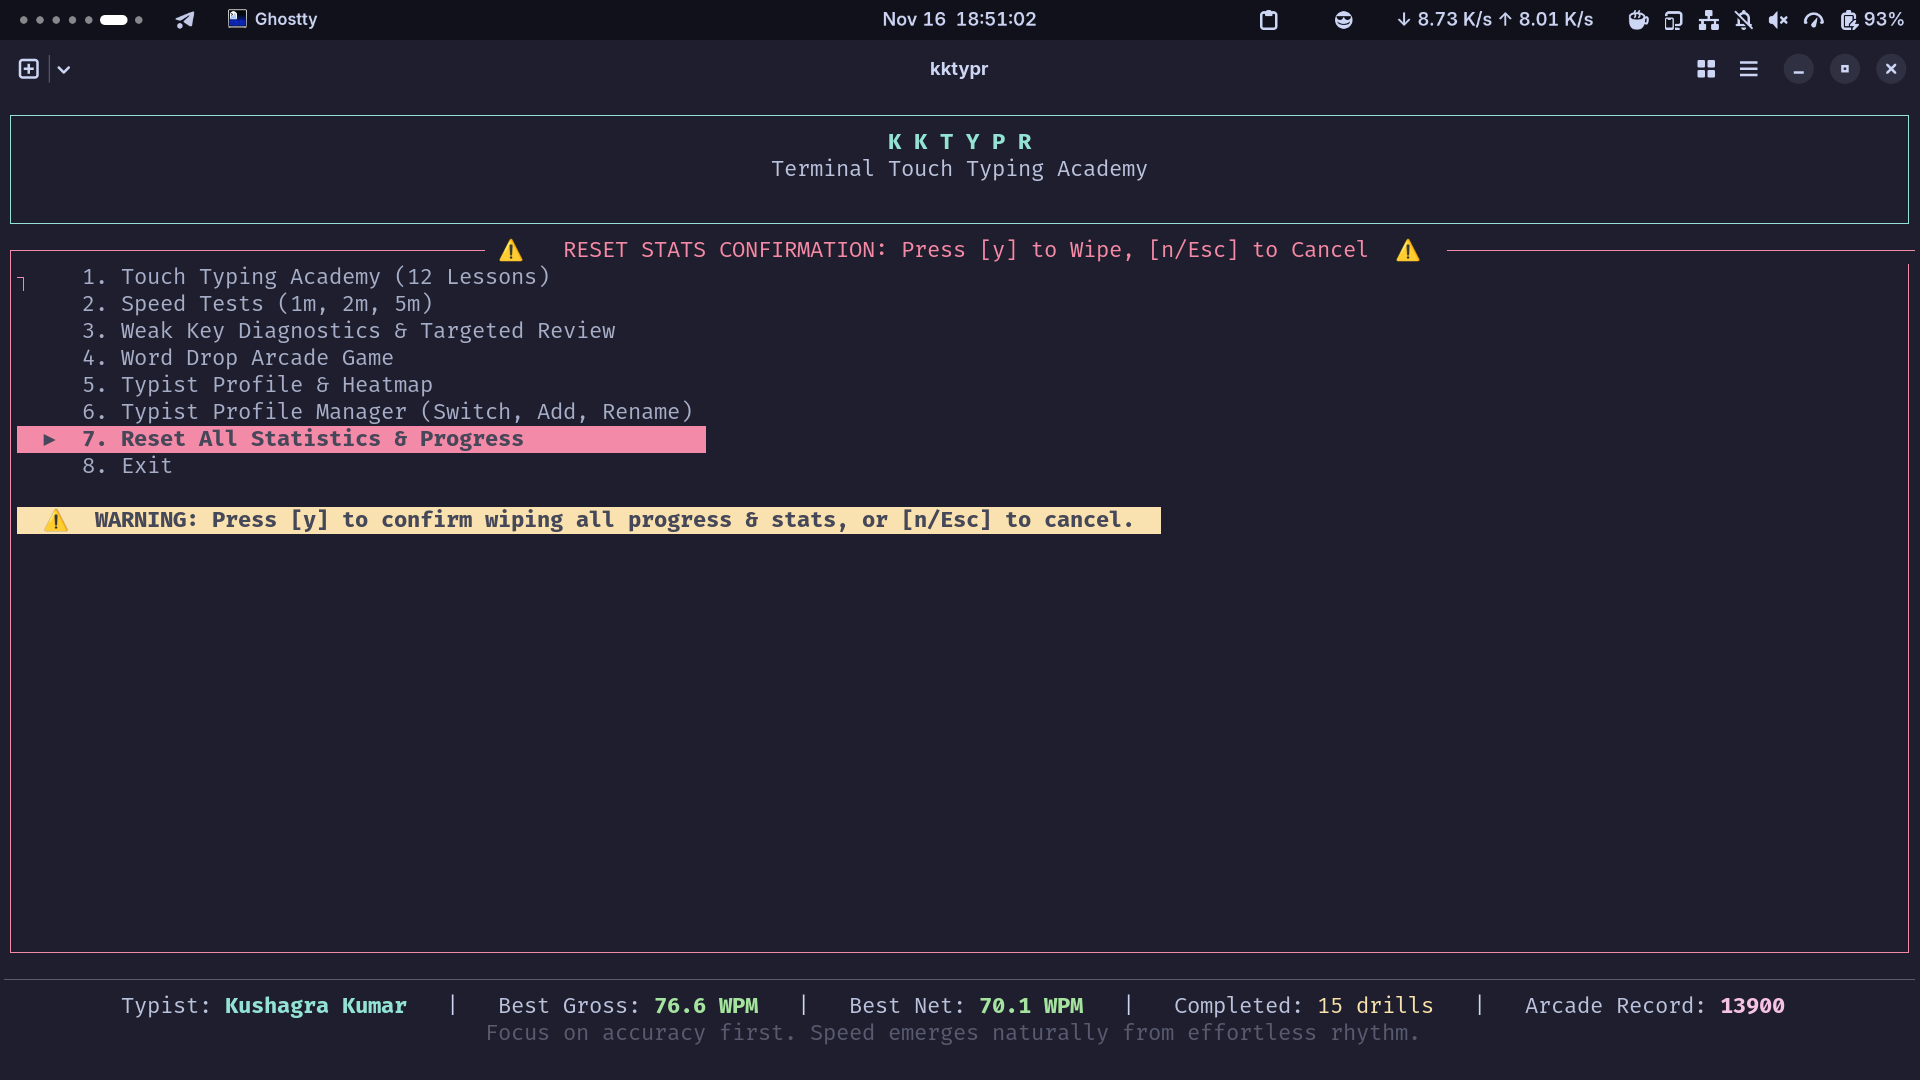 Ghostty
Nov 16 18:51:02
↓ 8.73 K/s ↑ 8.01 K/s
93%
kktypr
K K T Y P R
Terminal Touch Typing Academy
⚠️ RESET STATS CONFIRMATION: Press [y] to Wipe, [n/Esc] to Cancel ⚠️
1. Touch Typing Academy (12 Lessons)
2. Speed Tests (1m, 2m, 5m)
3. Weak Key Diagnostics & Targeted Review
4. Word Drop Arcade Game
5. Typist Profile & Heatmap
6. Typist Profile Manager (Switch, Add, Rename)
▶ 7. Reset All Statistics & Progress
8. Exit
⚠️ WARNING: Press [y] to confirm wiping all progress & stats, or [n/Esc] to cancel.
Typist: Kushagra Kumar | Best Gross: 76.6 WPM | Best Net: 70.1 WPM | Completed: 15 drills | Arcade Record: 13900
Focus on accuracy first. Speed emerges naturally from effortless rhythm.